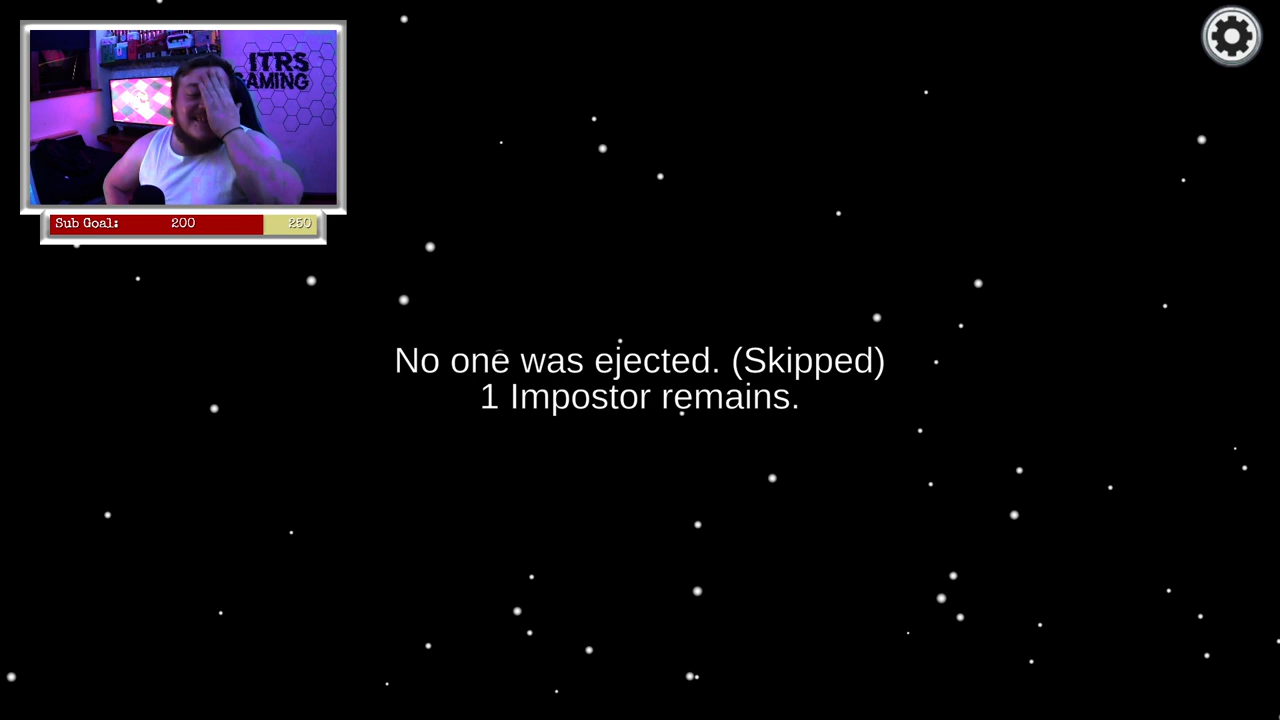 ITRS
GAMING
Sub Goal: 200 250
No one was ejected. (Skipped)
1 Impostor remains.